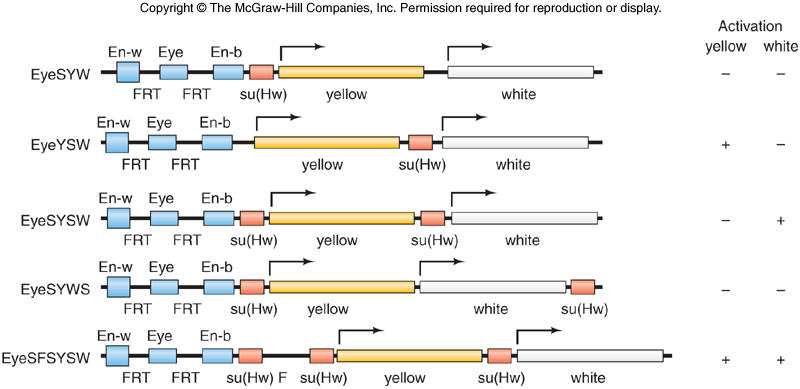 Copyright © The McGraw-Hill Companies, Inc. Permission required for reproduction or display.
Activation
yellow white
En-w Eye En-b
EyeSYW – –
FRT FRT su(Hw) yellow white
En-w Eye En-b
EyeYSW + –
FRT FRT yellow su(Hw) white
En-w Eye En-b
EyeSYSW – +
FRT FRT su(Hw) yellow su(Hw) white
En-w Eye En-b
EyeSYWS – –
FRT FRT su(Hw) yellow white su(Hw)
En-w Eye En-b
EyeSFSYSW + +
FRT FRT su(Hw) F su(Hw) yellow su(Hw) white